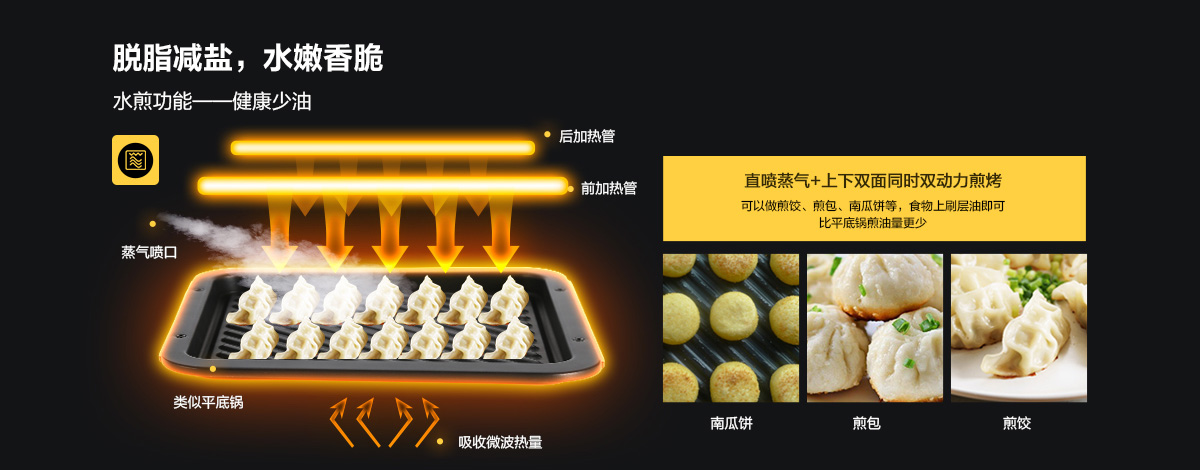 脱脂减盐，水嫩香脆
水煎功能——健康少油
后加热管
前加热管
蒸气喷口
类似平底锅
吸收微波热量
直喷蒸气+上下双面同时双动力煎烤
可以做煎饺、煎包、南瓜饼等，食物上刷层油即可
比平底锅煎油量更少
南瓜饼
煎包
煎饺